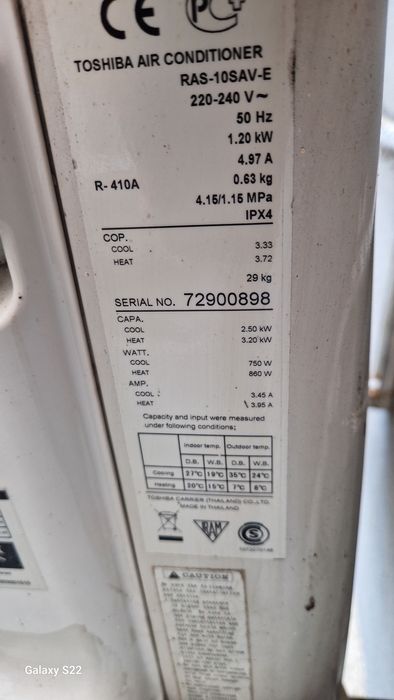 CE PC+
TOSHIBA AIR CONDITIONER
RAS-10SAV-E
220-240 V~
50 Hz
1.20 kW
4.97 A
R-410A 0.63 kg
4.15/1.15 MPa
IPX4
COP.
COOL 3.33
HEAT 3.72
29 kg
SERIAL NO. 72900898
CAPA.
COOL 2.50 kW
HEAT 3.20 kW
WATT.
COOL 750 W
HEAT 860 W
AMP.
COOL 3.45 A
HEAT 3.95 A
Capacity and input were measured
under following conditions;
Indoor temp. Outdoor temp.
D.B. W.B. D.B. W.B.
Cooling 27°C 19°C 35°C 24°C
Heating 20°C 15°C 7°C 6°C
TOSHIBA CARRIER (THAILAND) CO.,LTD.
MADE IN THAILAND
RAM S
CAUTION
Galaxy S22